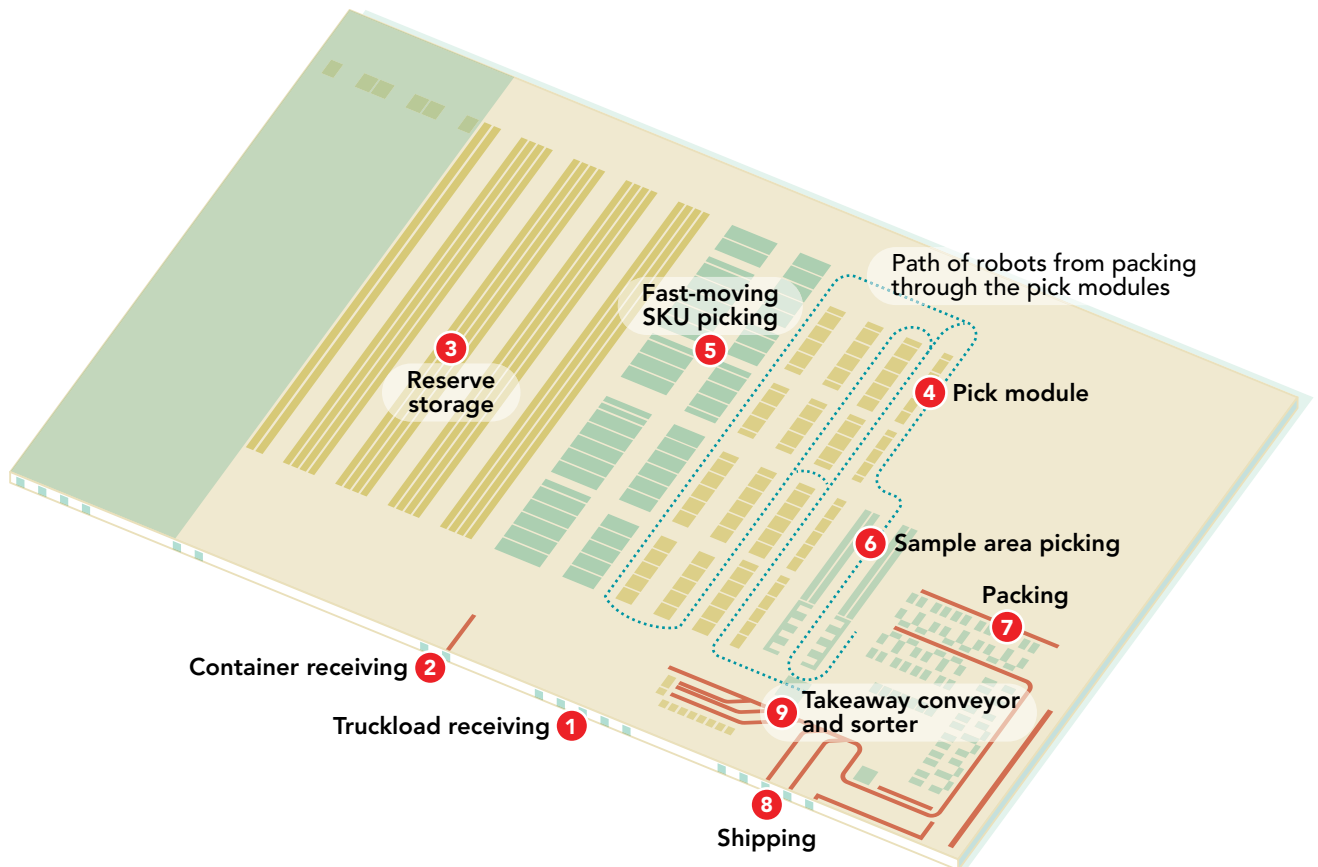 Path of robots from packing
through the pick modules
Fast-moving
SKU picking
5
3
Reserve
storage
4 Pick module
6 Sample area picking
Packing
7
Container receiving 2
Truckload receiving 1
9 Takeaway conveyor
and sorter
8
Shipping